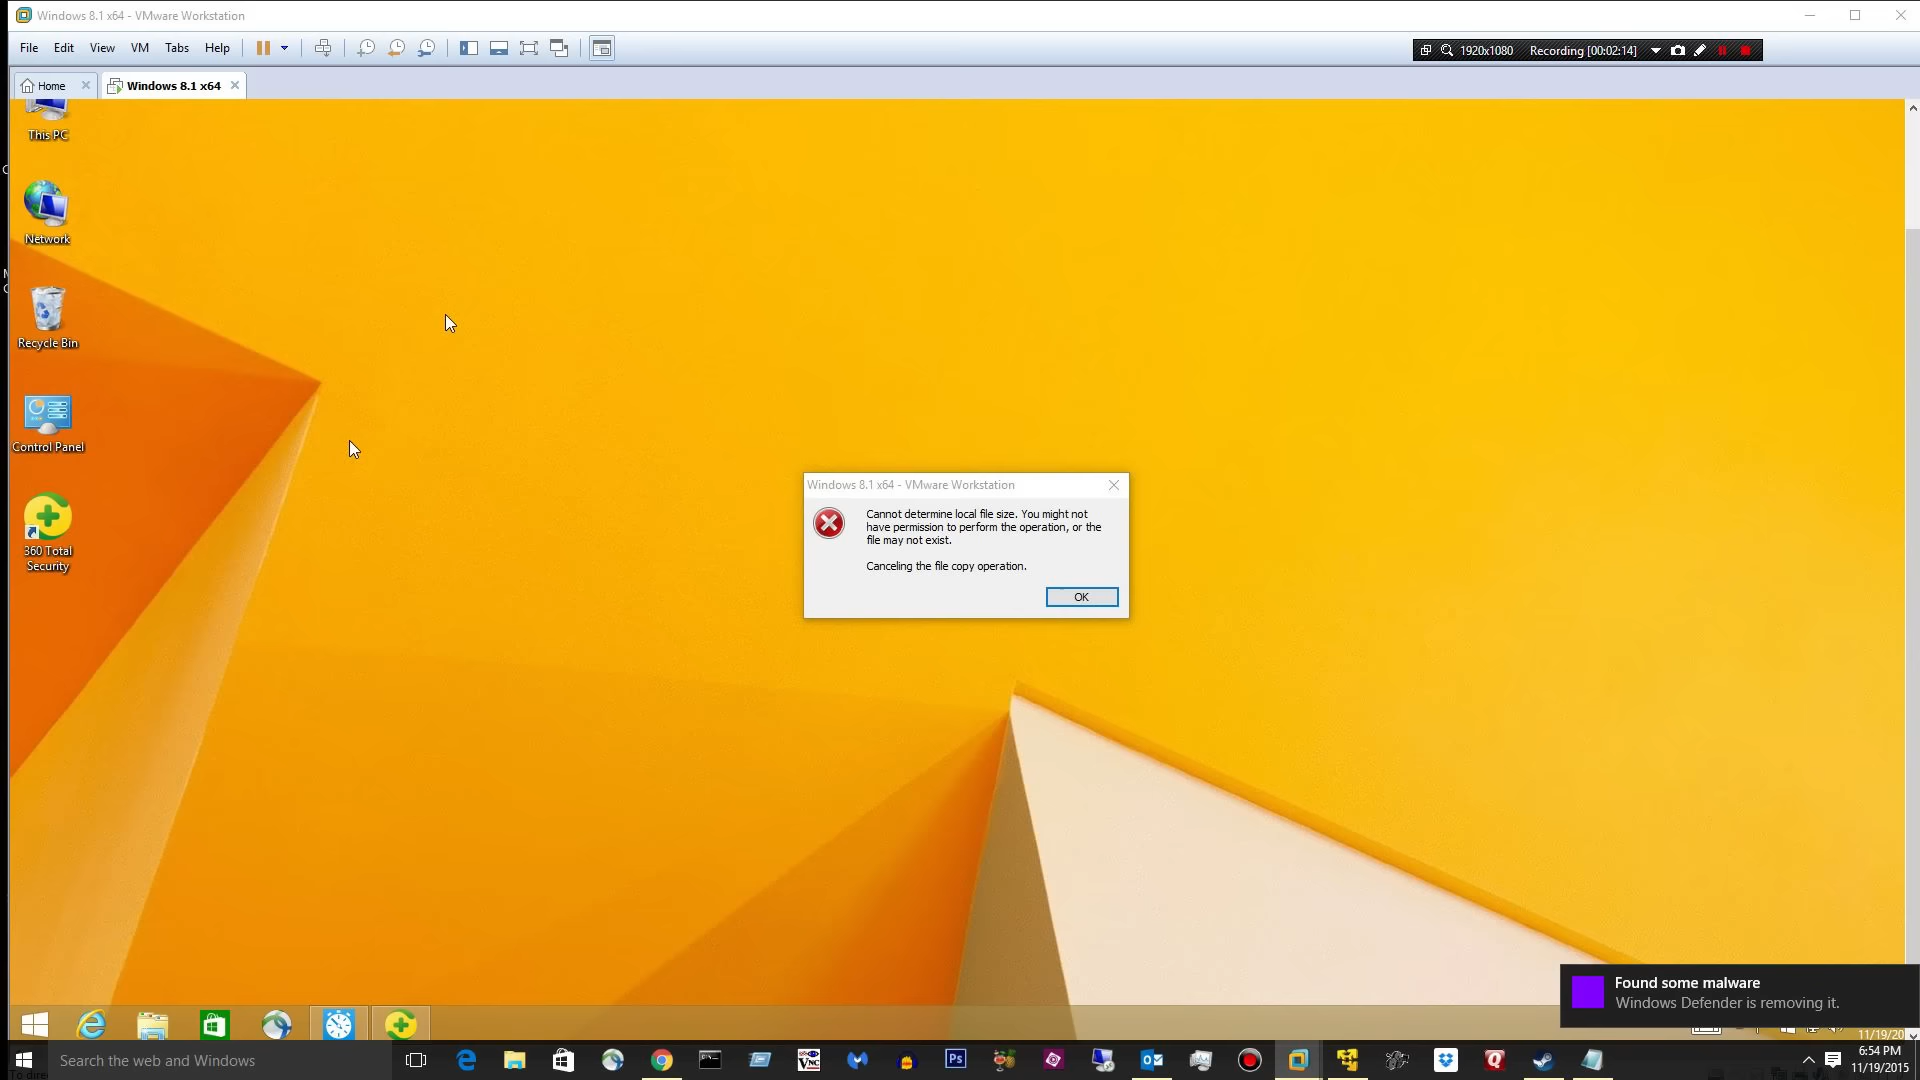 Windows 8.1 x64 - VMware Workstation
File Edit View VM Tabs Help
1920x1080 Recording [00:02:14]
Home
Windows 8.1 x64
This PC
Network
Recycle Bin
Control Panel
360 Total
Security
Windows 8.1 x64 - VMware Workstation
Cannot determine local file size. You might not
have permission to perform the operation, or the
file may not exist.
Canceling the file copy operation.
OK
Found some malware
Windows Defender is removing it.
11/19/20
Search the web and Windows
Ps
6:54 PM
11/19/2015